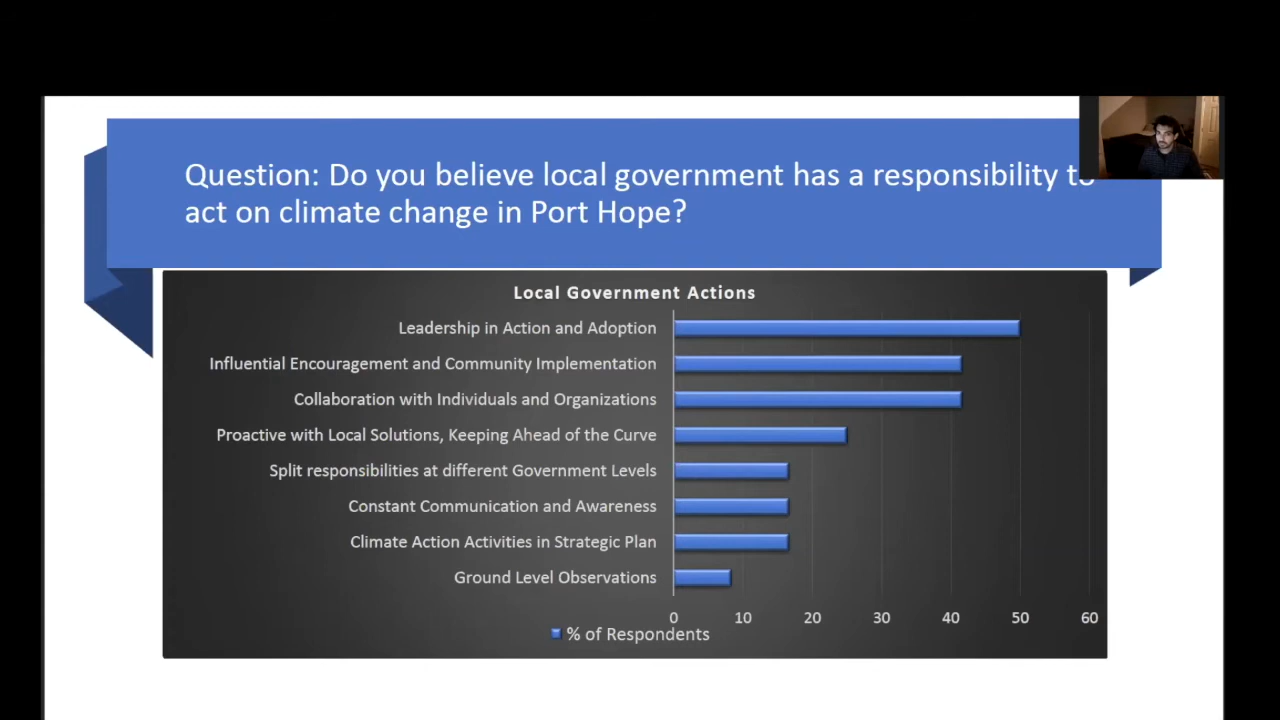 Question: Do you believe local government has a responsibility to
act on climate change in Port Hope?
Local Government Actions
Leadership in Action and Adoption
Influential Encouragement and Community Implementation
Collaboration with Individuals and Organizations
Proactive with Local Solutions, Keeping Ahead of the Curve
Split responsibilities at different Government Levels
Constant Communication and Awareness
Climate Action Activities in Strategic Plan
Ground Level Observations
0 10 20 30 40 50 60
% of Respondents